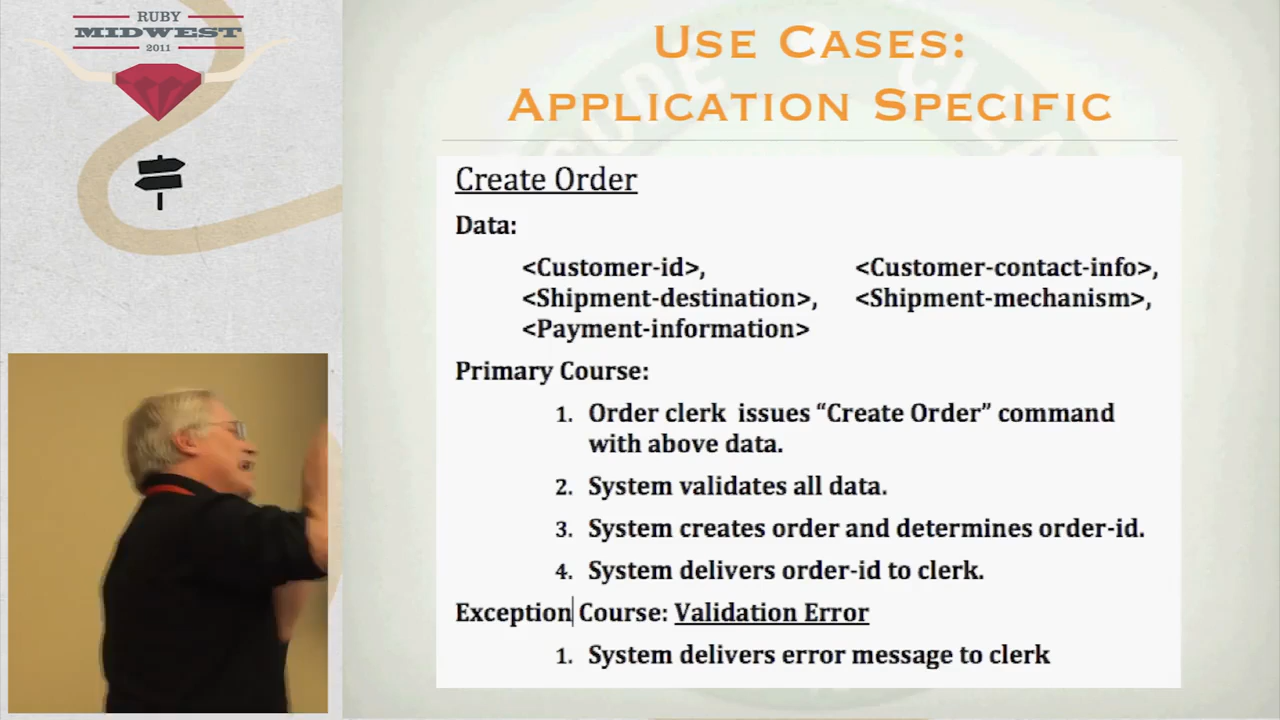 RUBY
MIDWEST
2011
USE CASES:
APPLICATION SPECIFIC
Create Order
Data:
<Customer-id>, <Customer-contact-info>,
<Shipment-destination>, <Shipment-mechanism>,
<Payment-information>
Primary Course:
1. Order clerk issues “Create Order” command
with above data.
2. System validates all data.
3. System creates order and determines order-id.
4. System delivers order-id to clerk.
Exception Course: Validation Error
1. System delivers error message to clerk